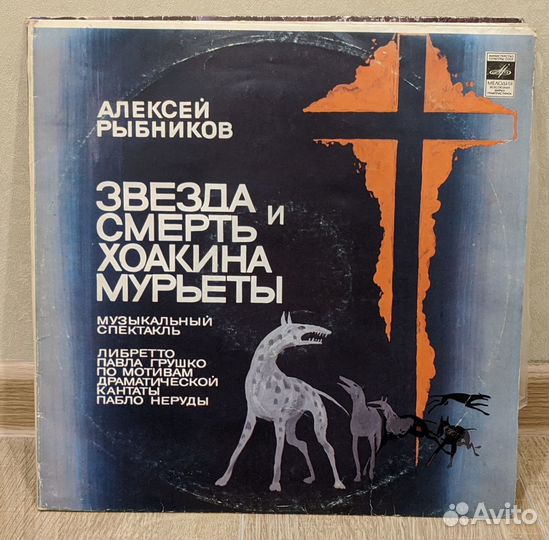 АЛЕКСЕЙ
РЫБНИКОВ
ЗВЕЗДА
И
СМЕРТЬ
ХОАКИНА
МУРЬЕТЫ
МУЗЫКАЛЬНЫЙ
СПЕКТАКЛЬ
ЛИБРЕТТО
ПАВЛА ГРУШКО
ПО МОТИВАМ
ДРАМАТИЧЕСКОЙ
КАНТАТЫ
ПАБЛО НЕРУДЫ
МЕЛОДИЯ
Avito